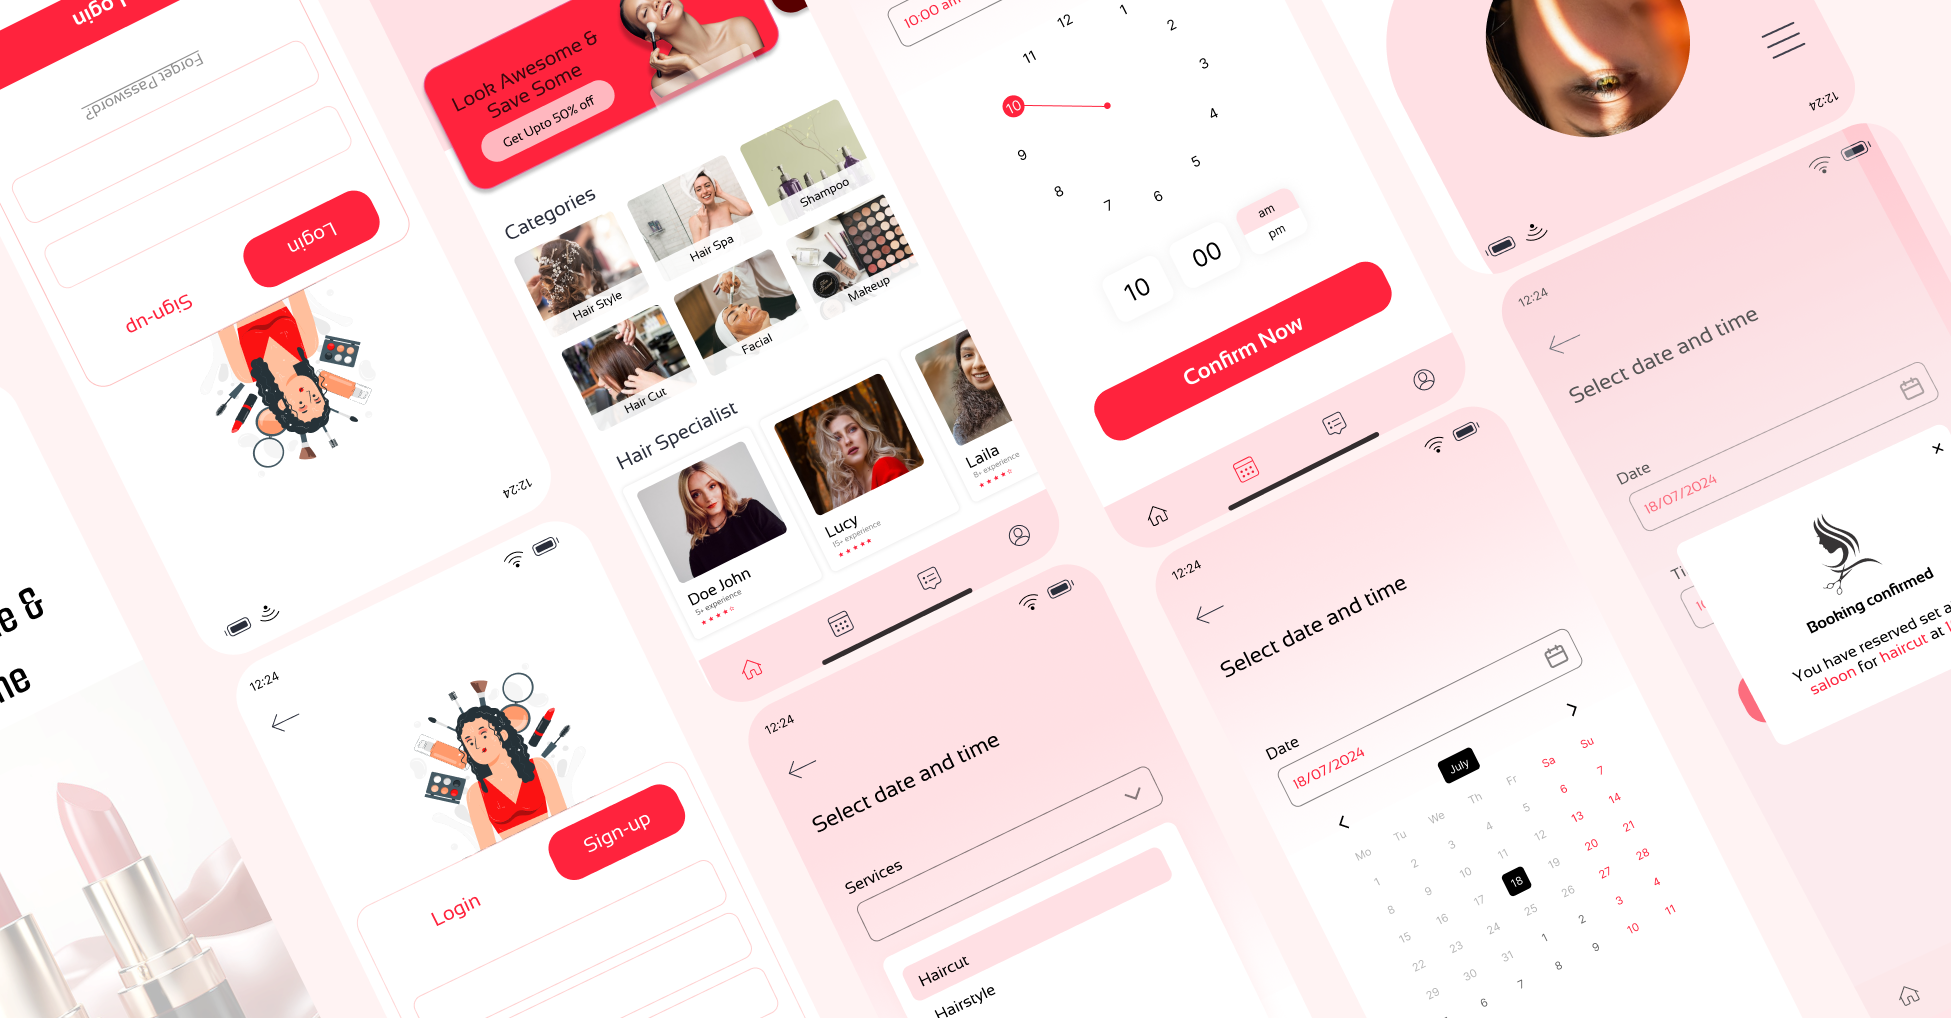 Login
Forget Password?
Login
Sign-up
12:24
Look Awesome &
Save Some
Get Upto 50% off
Categories
Hair Style
Hair Spa
Shampoo
Hair Cut
Facial
Makeup
Hair Specialist
Doe John
5+ experience
Lucy
15+ experience
Laila
8+ experience
10:00 am
12
1
2
3
4
5
6
7
8
9
10
11
10
00
am
pm
Confirm Now
12:24
12:24
Select date and time
Date
18/07/2024
Booking confirmed
You have reserved set a
saloon for haircut at
e &
me
12:24
Sign-up
Login
12:24
Select date and time
Services
Haircut
Hairstyle
12:24
Select date and time
Date
18/07/2024
July
Mo Tu We Th Fr Sa Su
1 2 3 4 5 6 7
8 9 10 11 12 13 14
15 16 17 18 19 20 21
22 23 24 25 26 27 28
29 30 31 1 2 3 4
6 7 8 9 10 11